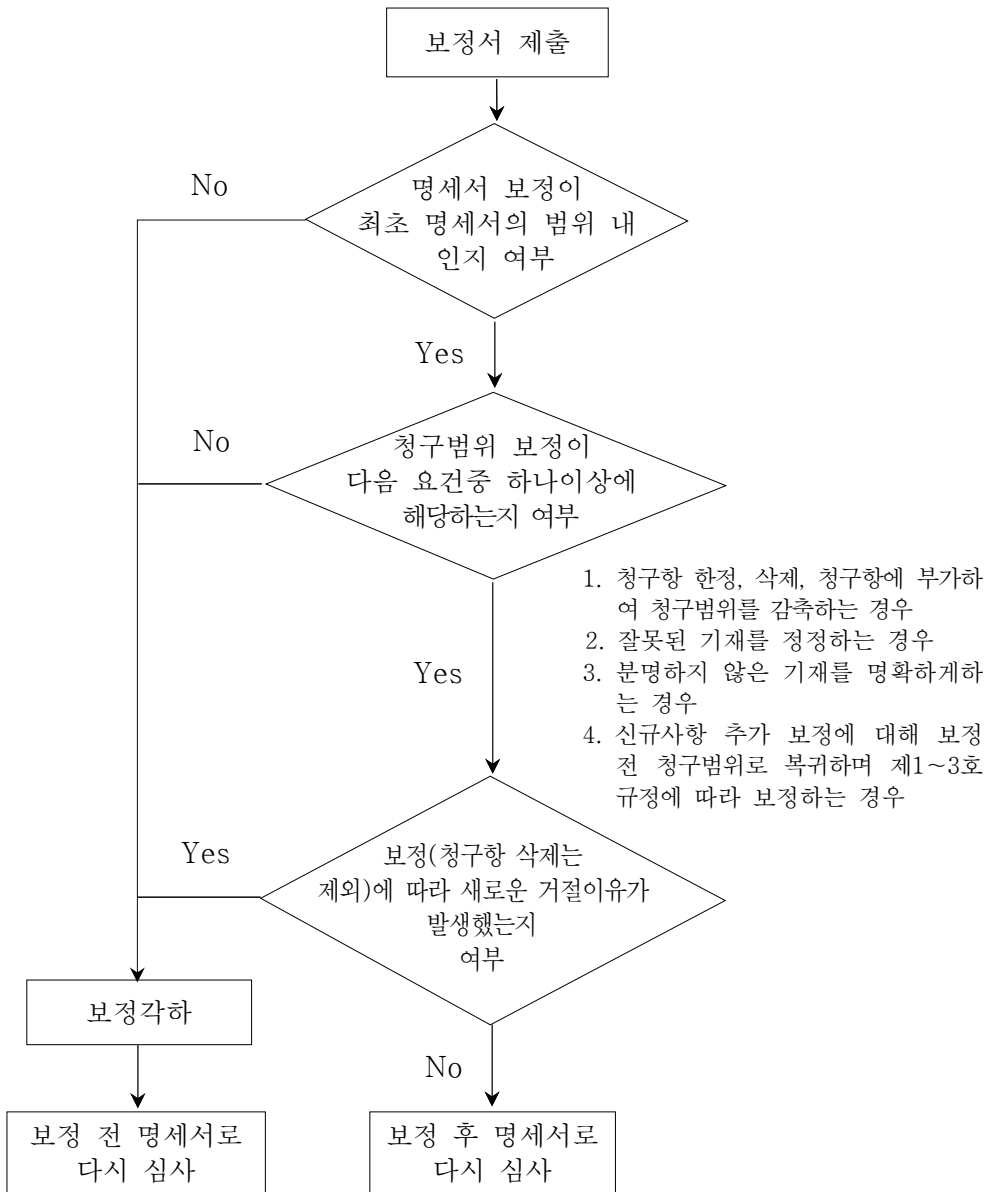 보정서 제출
No
명세서 보정이
최초 명세서의 범위 내
인지 여부
Yes
No
청구범위 보정이
다음 요건중 하나이상에
해당하는지 여부
1. 청구항 한정, 삭제, 청구항에 부가하
여 청구범위를 감축하는 경우
2. 잘못된 기재를 정정하는 경우
3. 분명하지 않은 기재를 명확하게하
는 경우
4. 신규사항 추가 보정에 대해 보정
전 청구범위로 복귀하며 제1~3호
규정에 따라 보정하는 경우
Yes
Yes
보정(청구항 삭제는
제외)에 따라 새로운 거절이유가
발생했는지
여부
보정각하
No
보정 전 명세서로
다시 심사
보정 후 명세서로
다시 심사